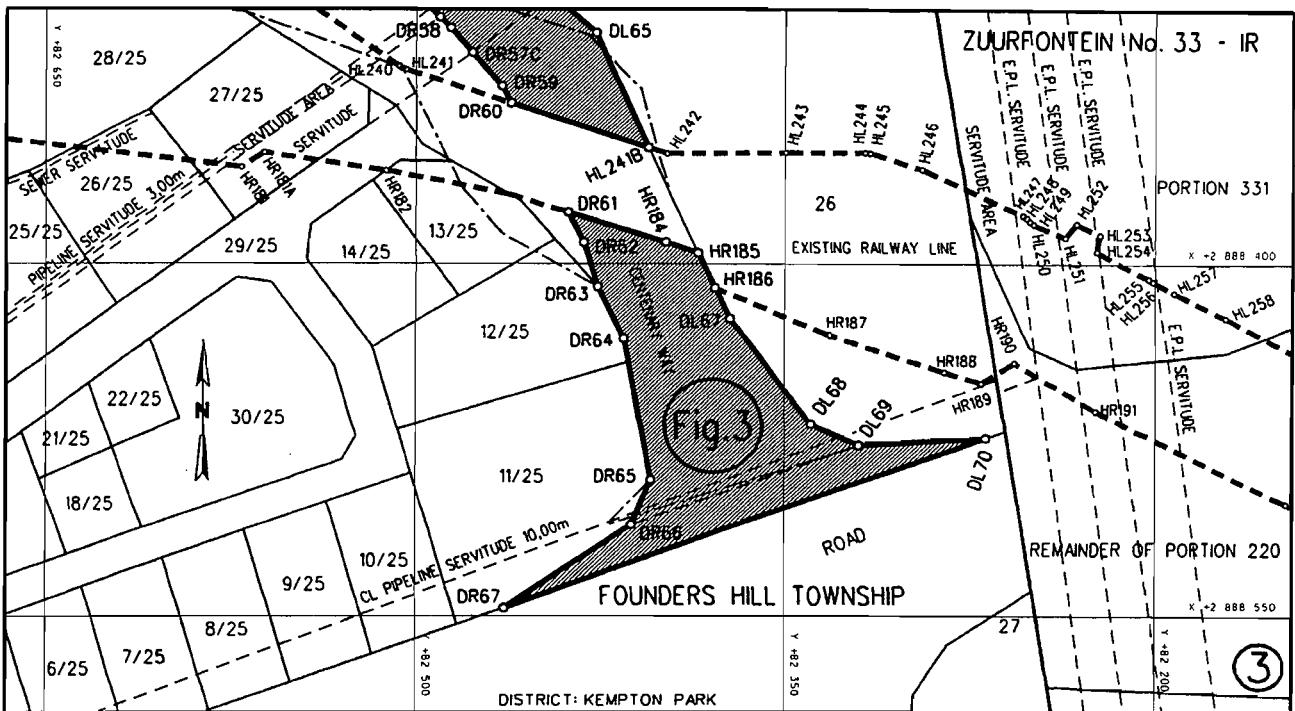 Y +82 650
28/25
27/25
DR58
DR57C
DL65
ZUURFONTEIN No. 33 - IR
HL240
HL241
DR59
DR60
E.P.L. SERVITUDE
E.P.L. SERVITUDE
E.P.L. SERVITUDE
SEWER SERVITUDE
SERVITUDE AREA
SERVITUDE
26/25
PIPELINE SERVITUDE 3,00m
HR181
HR181A
HR182
HL241B
HL242
HL243
HL244
HL245
HL246
SERVITUDE AREA
HL247
HL248
HL249
HL250
HL251
HL252
HL253
HL254
PORTION 331
25/25
29/25
14/25
13/25
DR61
DR62
HR184
HR185
26
EXISTING RAILWAY LINE
X +2 888 400
DR63
CENTENARY WAY
HR186
HL255
HL256
HL257
HL258
12/25
DR64
DL67
HR187
HR188
HR189
HR190
HR191
E.P.L. SERVITUDE
22/25
21/25
N
30/25
Fig.3
DL68
DL69
DL70
18/25
11/25
DR65
DR66
ROAD
REMAINDER OF PORTION 220
10/25
CL PIPELINE SERVITUDE 10,00m
9/25
DR67
FOUNDERS HILL TOWNSHIP
X +2 888 550
8/25
7/25
6/25
Y +82 500
Y +82 350
27
Y +82 200
3
DISTRICT: KEMPTON PARK